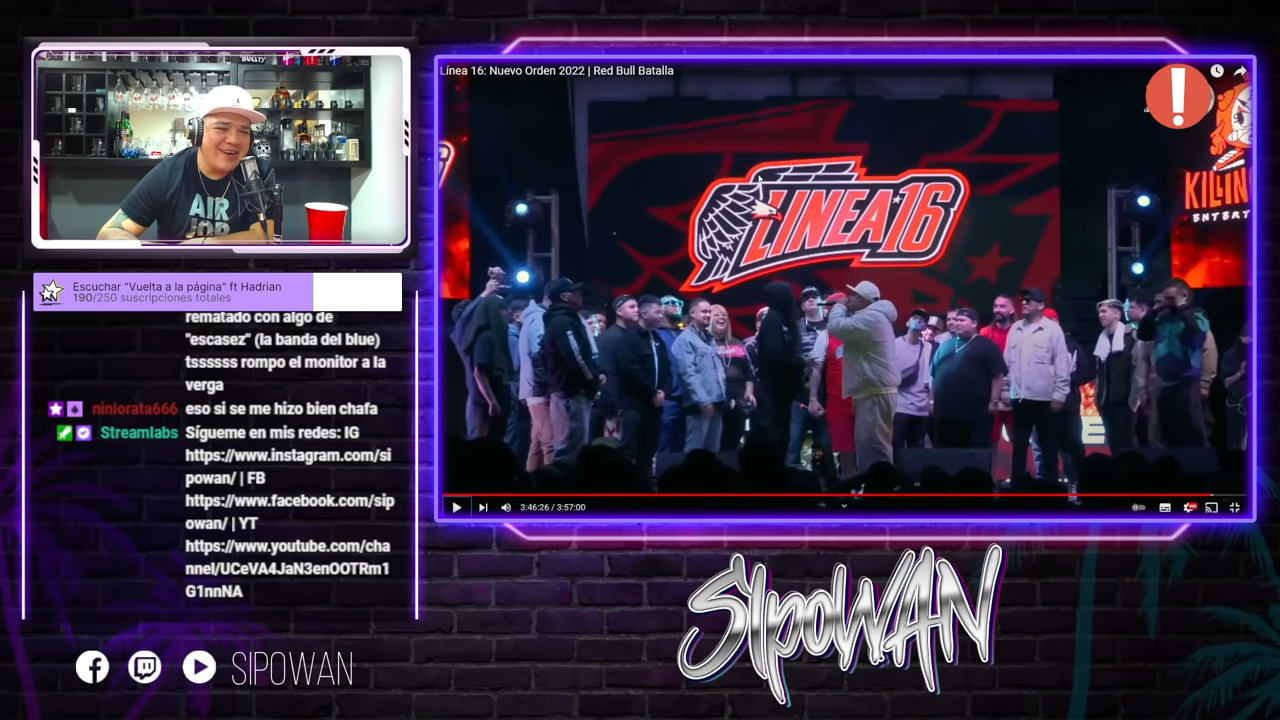 BULLY
AIR
JOR
Escuchar "Vuelta a la página" ft Hadrian
190/250 suscripciones totales
rematado con algo de
"escasez" (la banda del blue)
tssssss rompo el monitor a la
verga
niniorata666 eso si se me hizo bien chafa
Streamlabs Sígueme en mis redes: IG
https://www.instagram.com/si
powan/ | FB
https://www.facebook.com/sip
owan/ | YT
https://www.youtube.com/cha
nnel/UCeVA4JaN3enOOTRm1
G1nnNA
SIPOWAN
Línea 16: Nuevo Orden 2022 | Red Bull Batalla
!
LINEA16
KILLIN
ENTERT
E
3:46:26 / 3:57:00
SIpoWAN